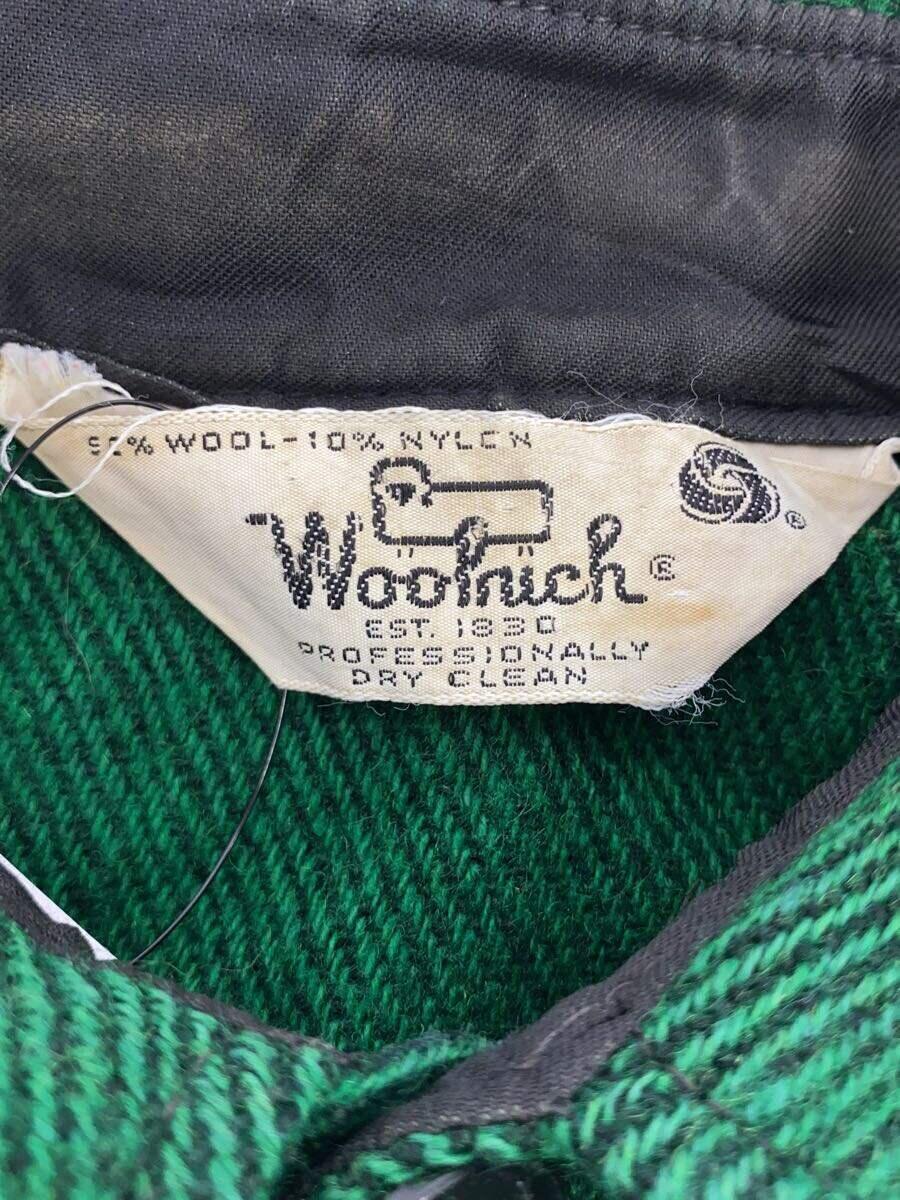 90% WOOL-10% NYLON
Woolrich®
®
EST. 1830
PROFESSIONALLY
DRY CLEAN